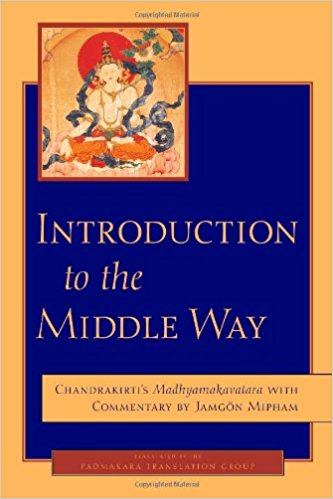 INTRODUCTION
to the
MIDDLE WAY
CHANDRAKIRTI'S Madhyamakavatara WITH
COMMENTARY BY JAMGÖN MIPHAM
TRANSLATED BY THE
PADMAKARA TRANSLATION GROUP